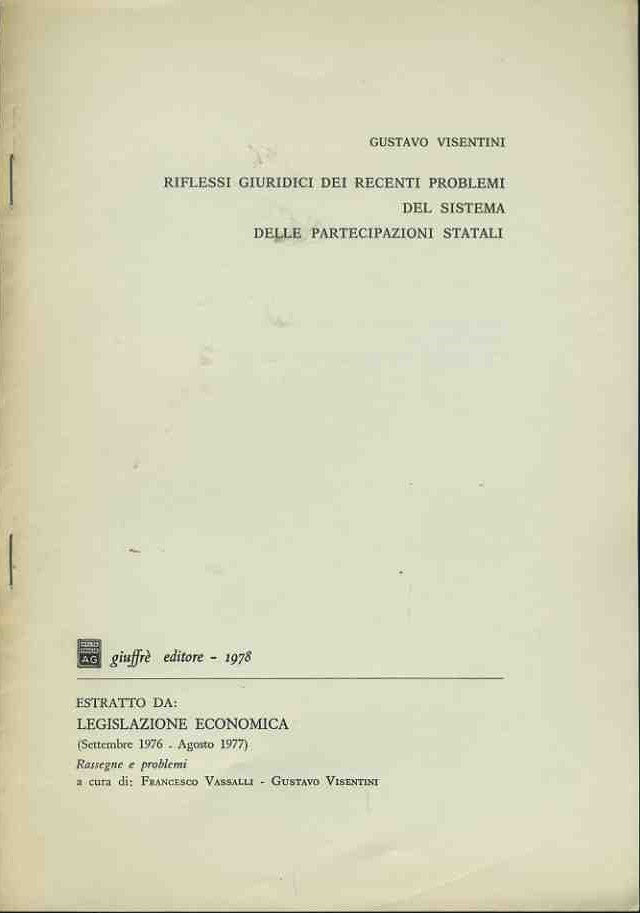 GUSTAVO VISENTINI
RIFLESSI GIURIDICI DEI RECENTI PROBLEMI
DEL SISTEMA
DELLE PARTECIPAZIONI STATALI
AG
giuffrè editore - 1978
ESTRATTO DA:
LEGISLAZIONE ECONOMICA
(Settembre 1976 . Agosto 1977)
Rassegne e problemi
a cura di: FRANCESCO VASSALLI - GUSTAVO VISENTINI